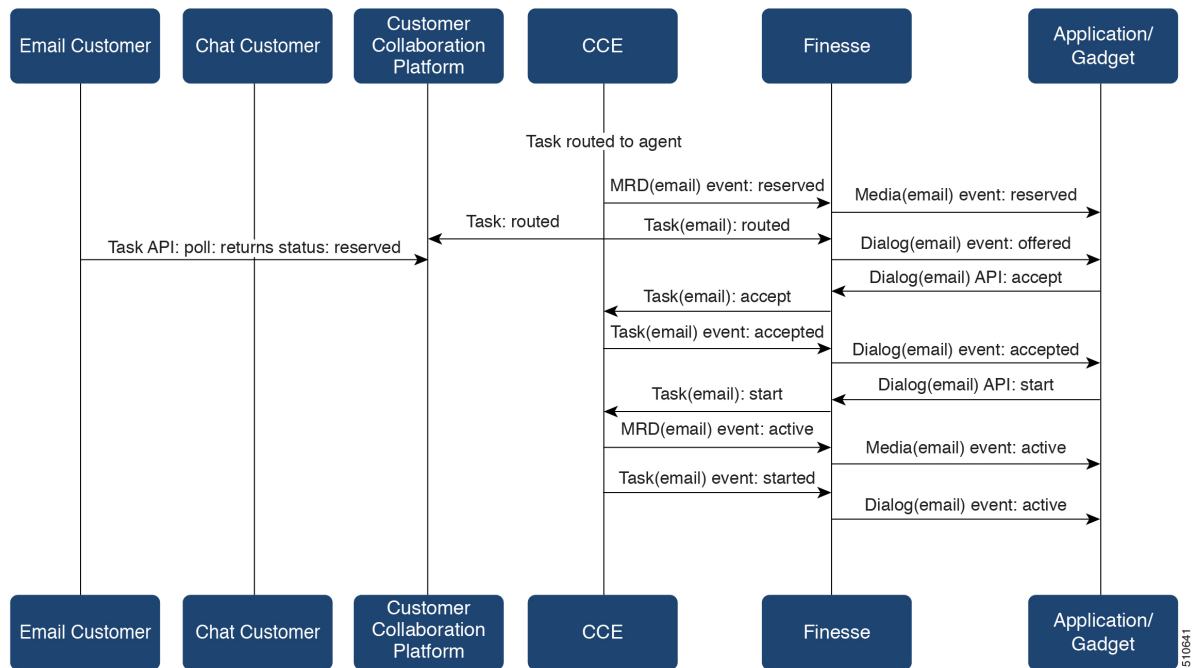 Email Customer
Chat Customer
Customer
Collaboration
Platform
CCE
Finesse
Application/
Gadget
Task routed to agent
MRD(email) event: reserved
Media(email) event: reserved
Task: routed
Task(email): routed
Task API: poll: returns status: reserved
Dialog(email) event: offered
Dialog(email) API: accept
Task(email): accept
Task(email) event: accepted
Dialog(email) event: accepted
Dialog(email) API: start
Task(email): start
MRD(email) event: active
Media(email) event: active
Task(email) event: started
Dialog(email) event: active
Email Customer
Chat Customer
Customer
Collaboration
Platform
CCE
Finesse
Application/
Gadget
510641